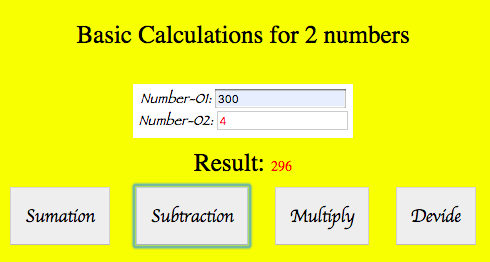 Basic Calculations for 2 numbers
Number-01: 300
Number-02: 4
Result: 296
Sumation Subtraction Multiply Devide